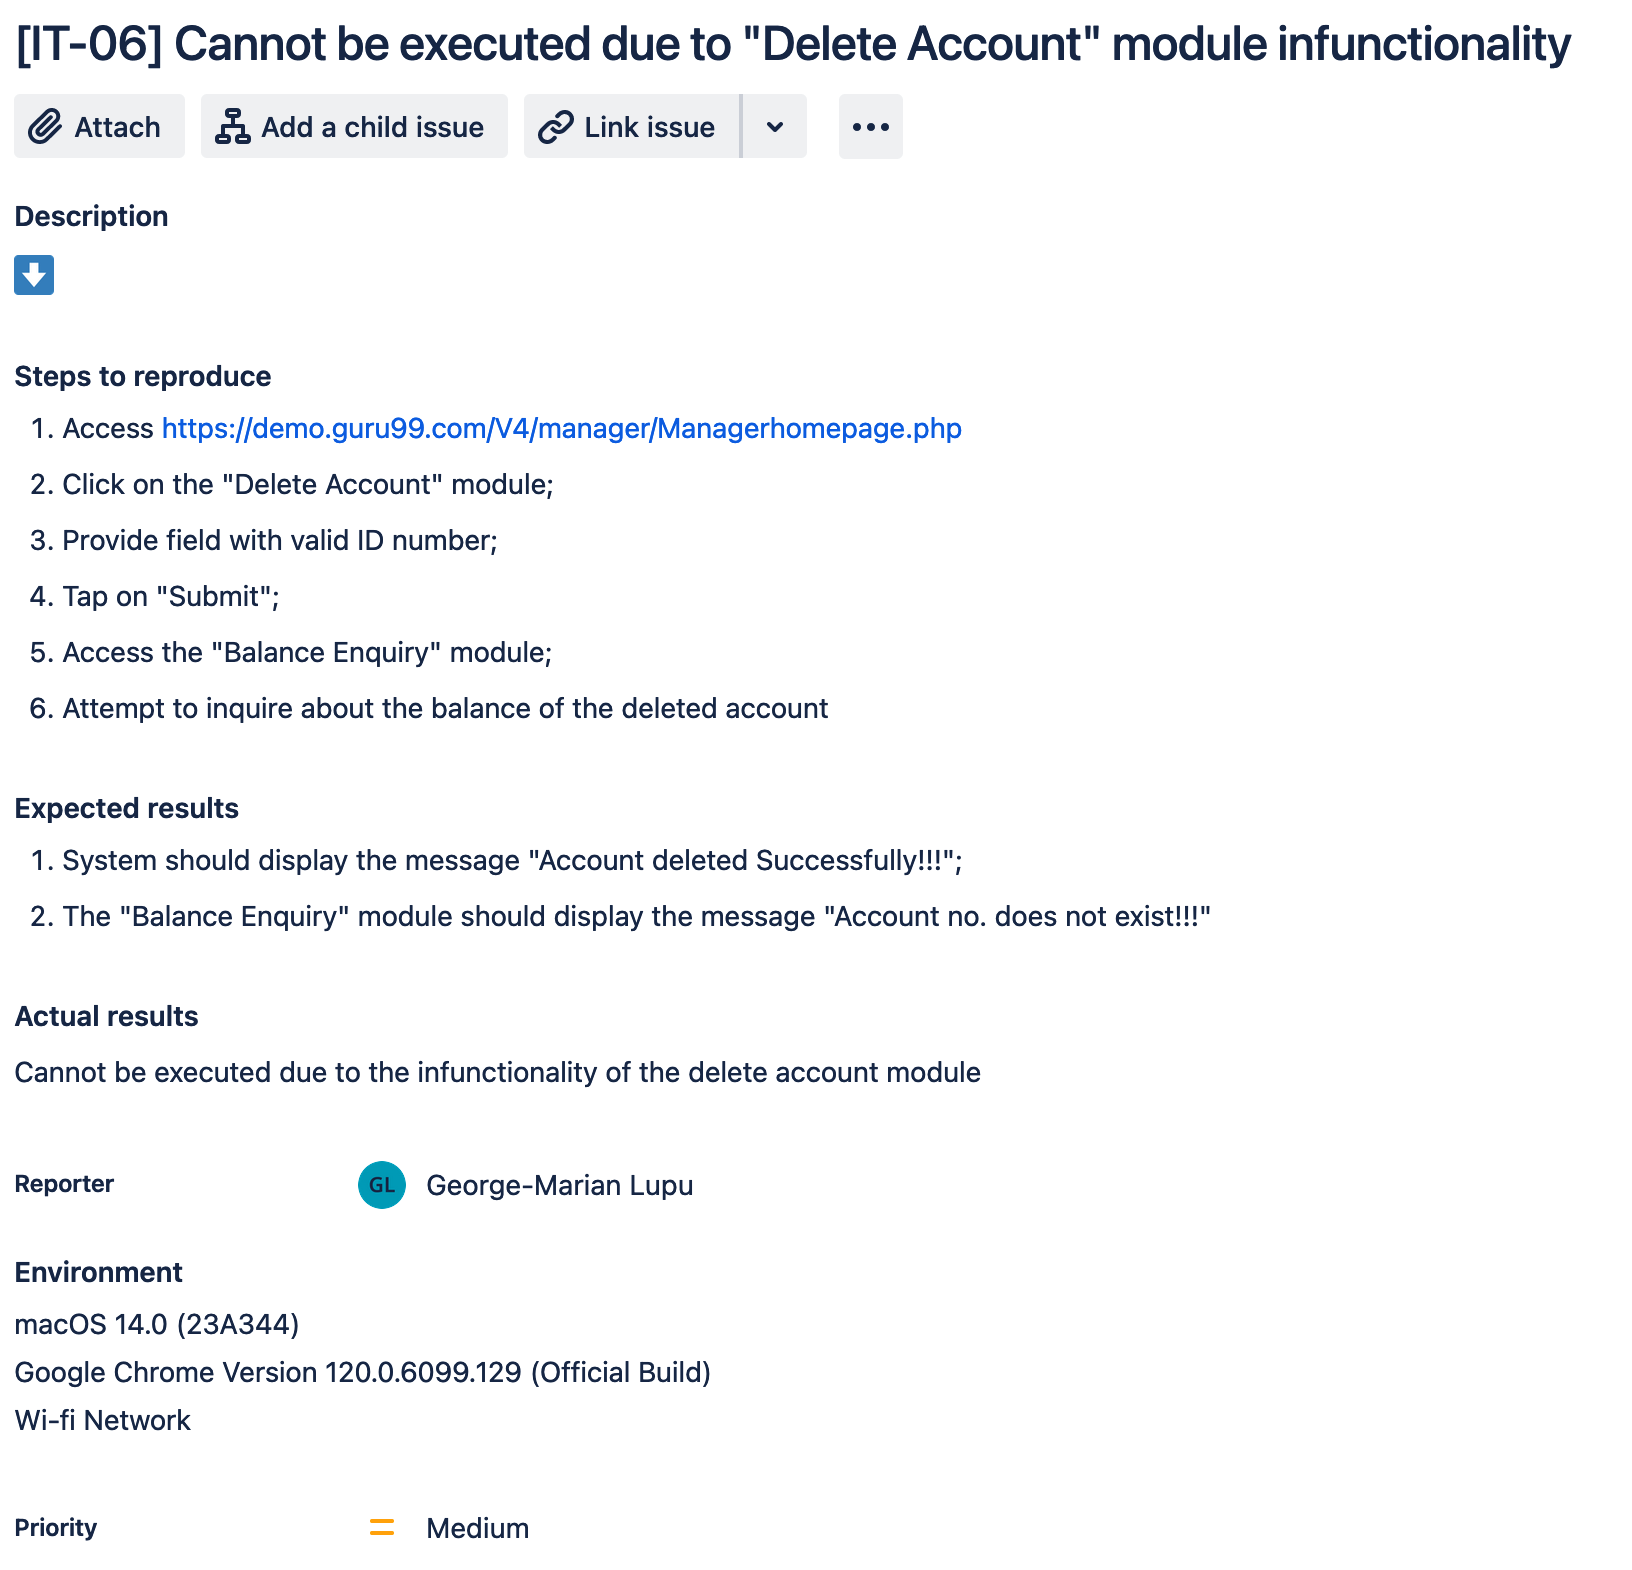 [IT-06] Cannot be executed due to "Delete Account" module infunctionality
Attach Add a child issue Link issue
Description
Steps to reproduce
1. Access https://demo.guru99.com/V4/manager/Managerhomepage.php
2. Click on the "Delete Account" module;
3. Provide field with valid ID number;
4. Tap on "Submit";
5. Access the "Balance Enquiry" module;
6. Attempt to inquire about the balance of the deleted account
Expected results
1. System should display the message "Account deleted Successfully!!!";
2. The "Balance Enquiry" module should display the message "Account no. does not exist!!!"
Actual results
Cannot be executed due to the infunctionality of the delete account module
Reporter GL George-Marian Lupu
Environment
macOS 14.0 (23A344)
Google Chrome Version 120.0.6099.129 (Official Build)
Wi-fi Network
Priority Medium